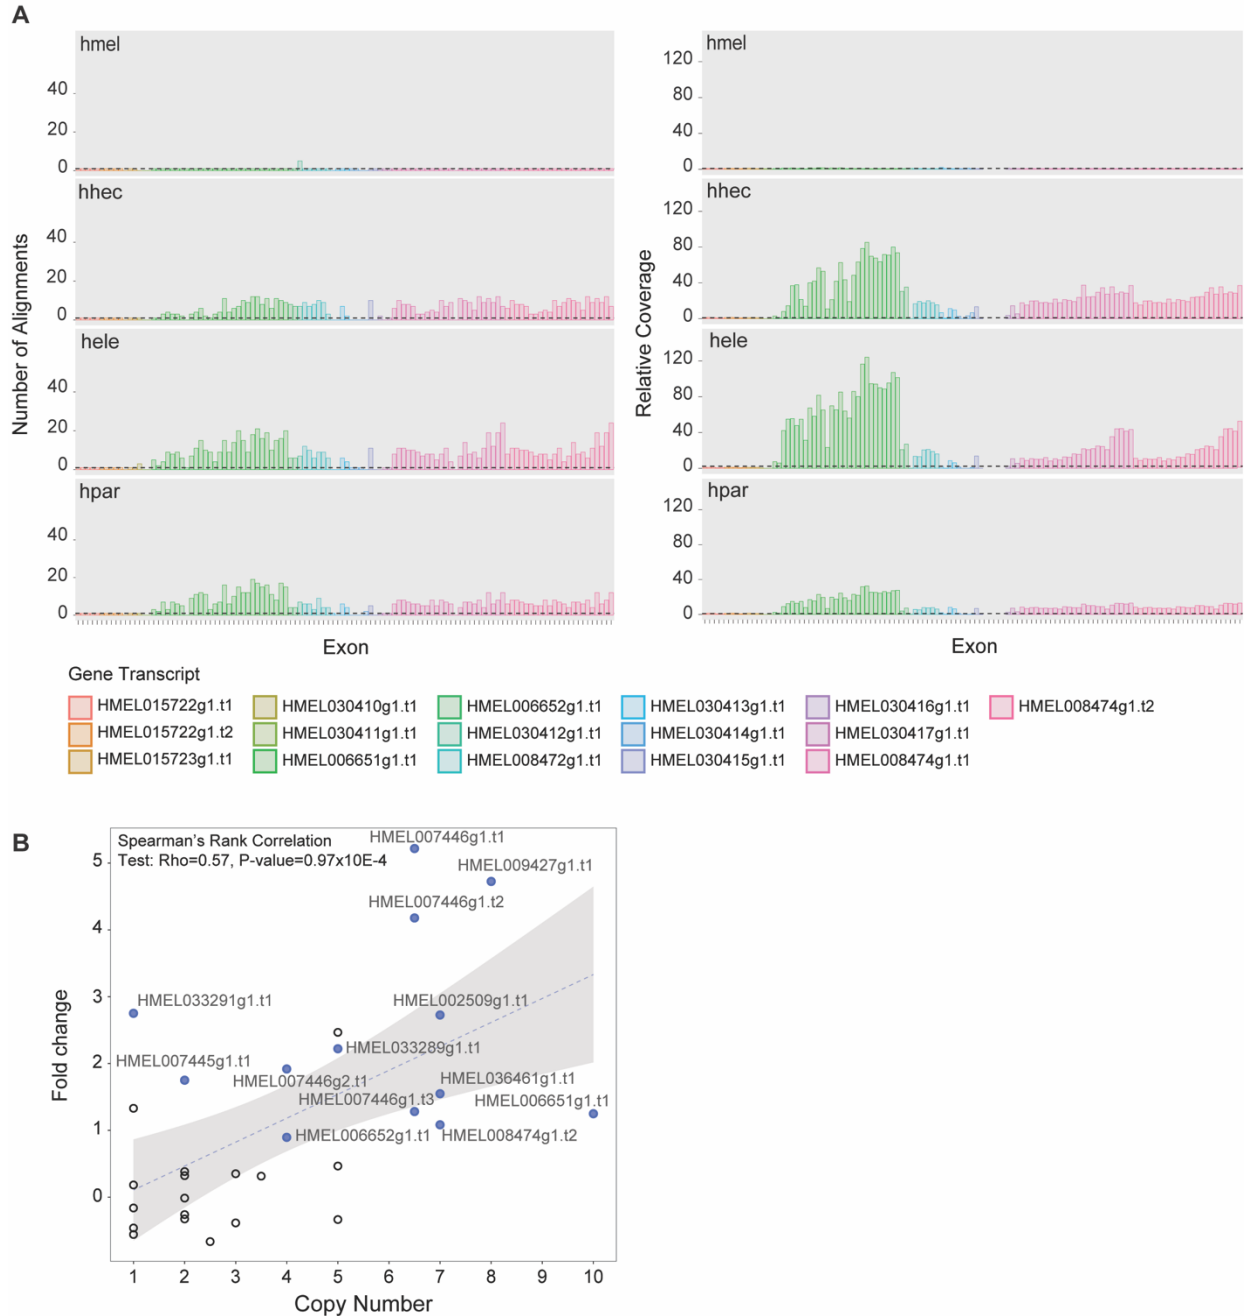 A
hmel
40
20
0
hhec
40
20
0
hele
40
20
0
hpar
40
20
0
Number of Alignments
Exon
hmel
120
80
40
0
hhec
120
80
40
0
hele
120
80
40
0
hpar
120
80
40
0
Relative Coverage
Exon
Gene Transcript
HMEL015722g1.t1
HMEL015722g1.t2
HMEL015723g1.t1
HMEL030410g1.t1
HMEL030411g1.t1
HMEL006651g1.t1
HMEL006652g1.t1
HMEL030412g1.t1
HMEL008472g1.t1
HMEL030413g1.t1
HMEL030414g1.t1
HMEL030415g1.t1
HMEL030416g1.t1
HMEL030417g1.t1
HMEL008474g1.t1
HMEL008474g1.t2
B
Spearman's Rank Correlation
Test: Rho=0.57, P-value=0.97x10E-4
HMEL007446g1.t1
HMEL009427g1.t1
HMEL007446g1.t2
HMEL033291g1.t1
HMEL002509g1.t1
HMEL007445g1.t1
HMEL033289g1.t1
HMEL007446g2.t1
HMEL036461g1.t1
HMEL007446g1.t3
HMEL006651g1.t1
HMEL006652g1.t1
HMEL008474g1.t2
5
4
3
2
1
0
Fold change
1 2 3 4 5 6 7 8 9 10
Copy Number